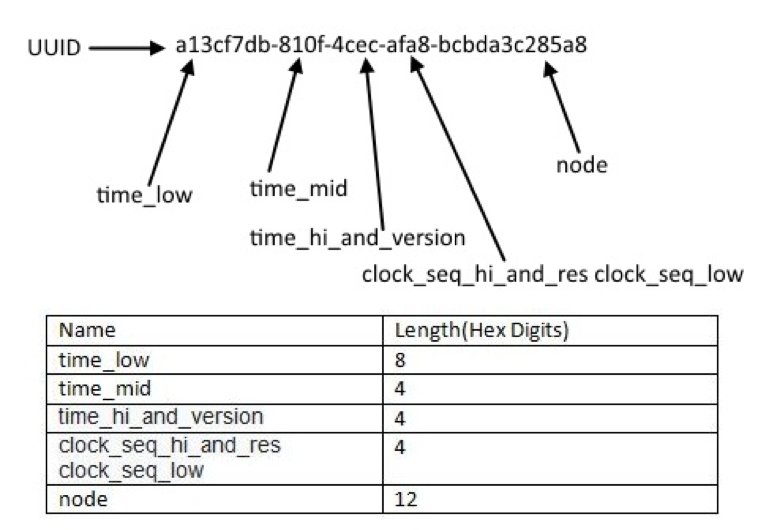 UUID a13cf7db-810f-4cec-afa8-bcbda3c285a8
node
time_low
time_mid
time_hi_and_version
clock_seq_hi_and_res clock_seq_low
Name Length(Hex Digits)
time_low 8
time_mid 4
time_hi_and_version 4
clock_seq_hi_and_res 4
clock_seq_low
node 12